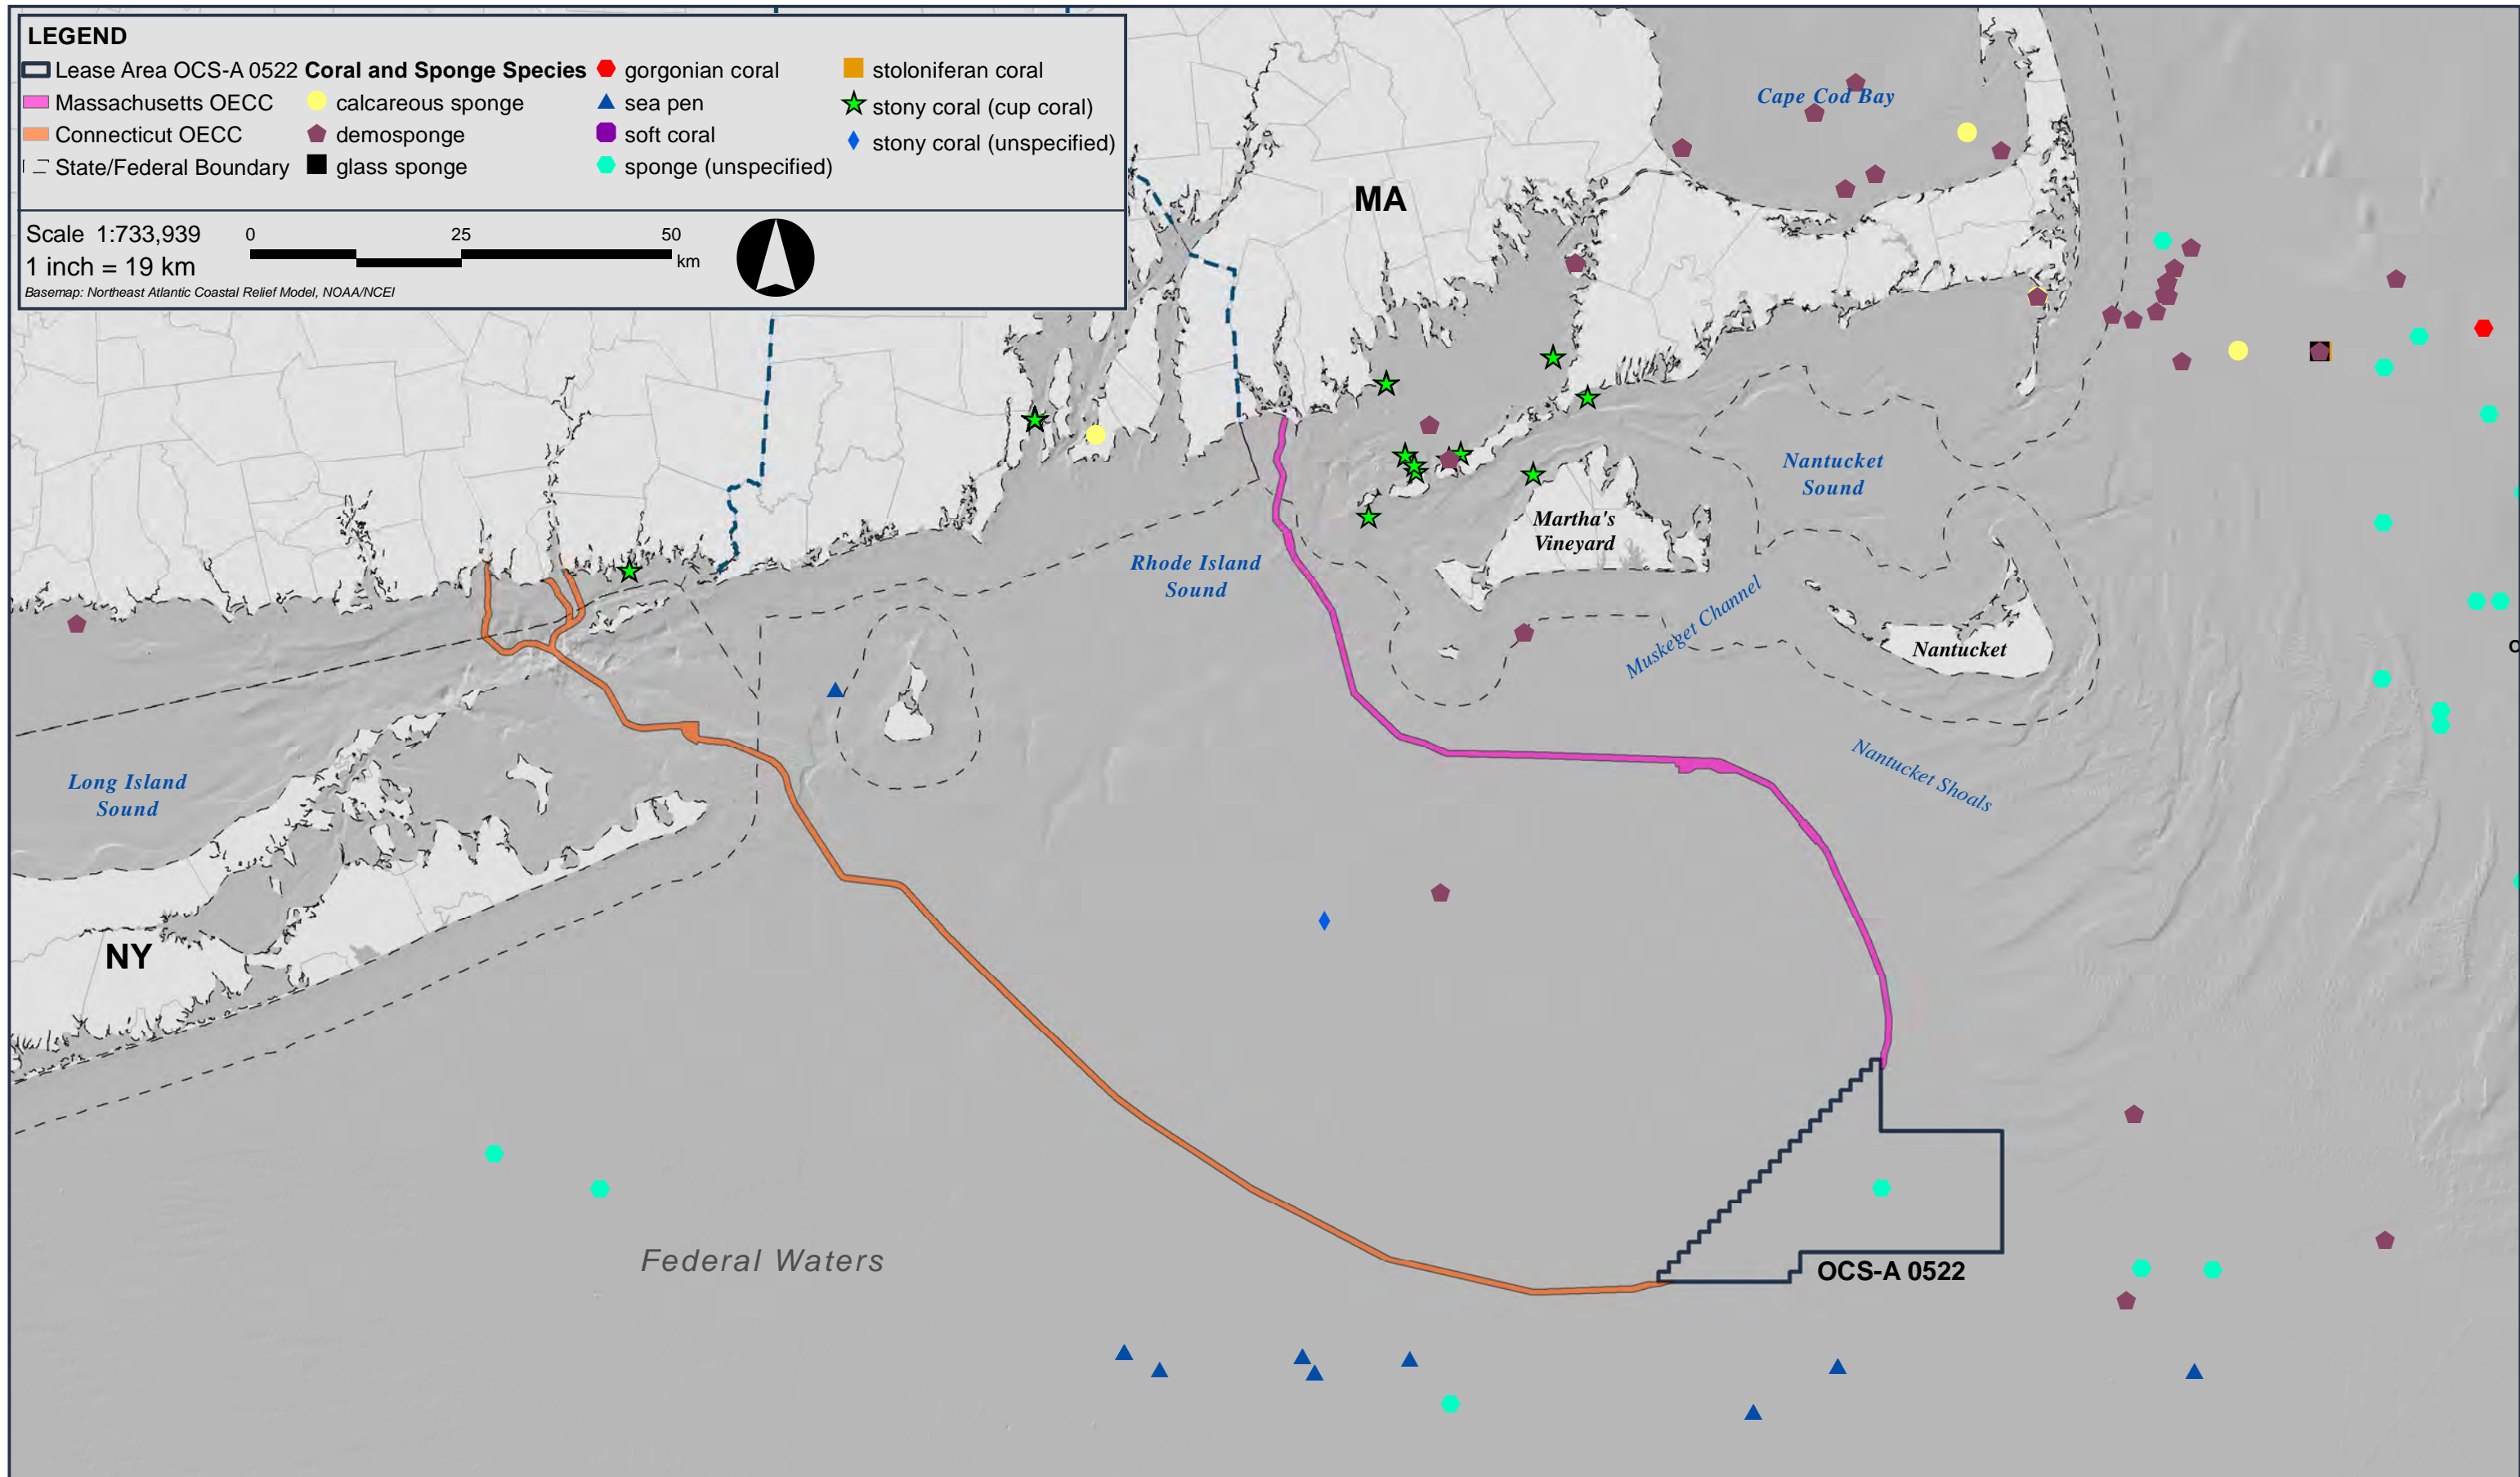 LEGEND
Lease Area OCS-A 0522
Massachusetts OECC
Connecticut OECC
State/Federal Boundary
Coral and Sponge Species
calcareous sponge
demosponge
glass sponge
gorgonian coral
sea pen
soft coral
sponge (unspecified)
stoloniferan coral
stony coral (cup coral)
stony coral (unspecified)
Scale 1:733,939
1 inch = 19 km
0 25 50
km
Basemap: Northeast Atlantic Coastal Relief Model, NOAA/NCEI
Cape Cod Bay
MA
Nantucket
Sound
Martha's
Vineyard
Rhode Island
Sound
Muskeget Channel
Nantucket
Nantucket Shoals
Long Island
Sound
NY
Federal Waters
OCS-A 0522